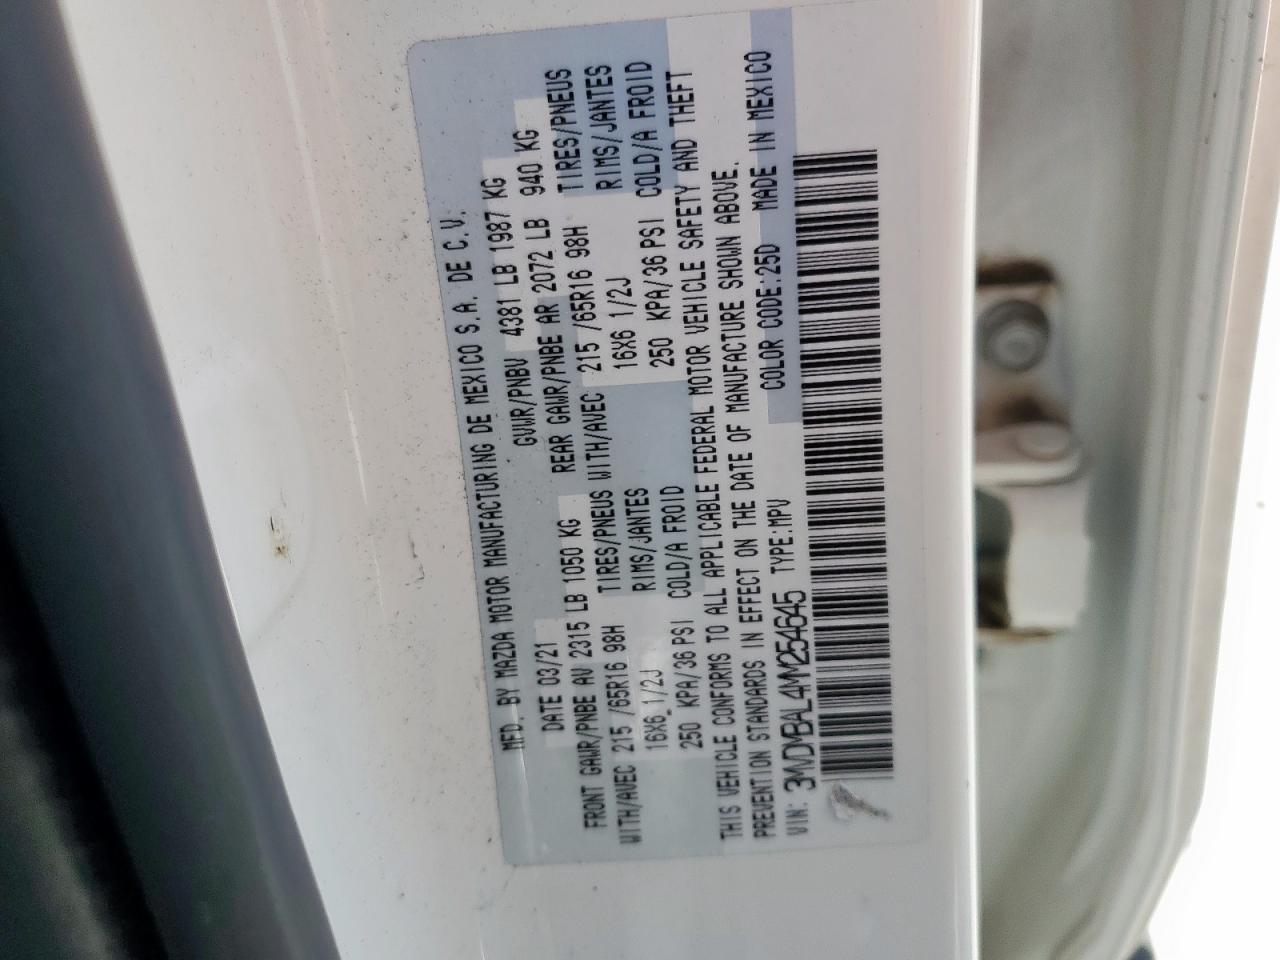 MFD. BY MAZDA MOTOR MANUFACTURING DE MEXICO S.A. DE C.V.
DATE 03/21 GVWR/PNBV 4381 LB 1987 KG
FRONT GAWR/PNBE AV 2315 LB 1050 KG REAR GAWR/PNBE AR 2072 LB 940 KG
WITH/AVEC 215 /65R16 98H TIRES/PNEUS WITH/AVEC 215 /65R16 98H TIRES/PNEUS
16X6 1/2J RIMS/JANTES 16X6 1/2J RIMS/JANTES
250 KPA/36 PSI COLD/A FROID 250 KPA/36 PSI COLD/A FROID
THIS VEHICLE CONFORMS TO ALL APPLICABLE FEDERAL MOTOR VEHICLE SAFETY AND THEFT
PREVENTION STANDARDS IN EFFECT ON THE DATE OF MANUFACTURE SHOWN ABOVE.
VIN: 3MVDMBAL4MM254645 TYPE:MPV COLOR CODE:25D MADE IN MEXICO